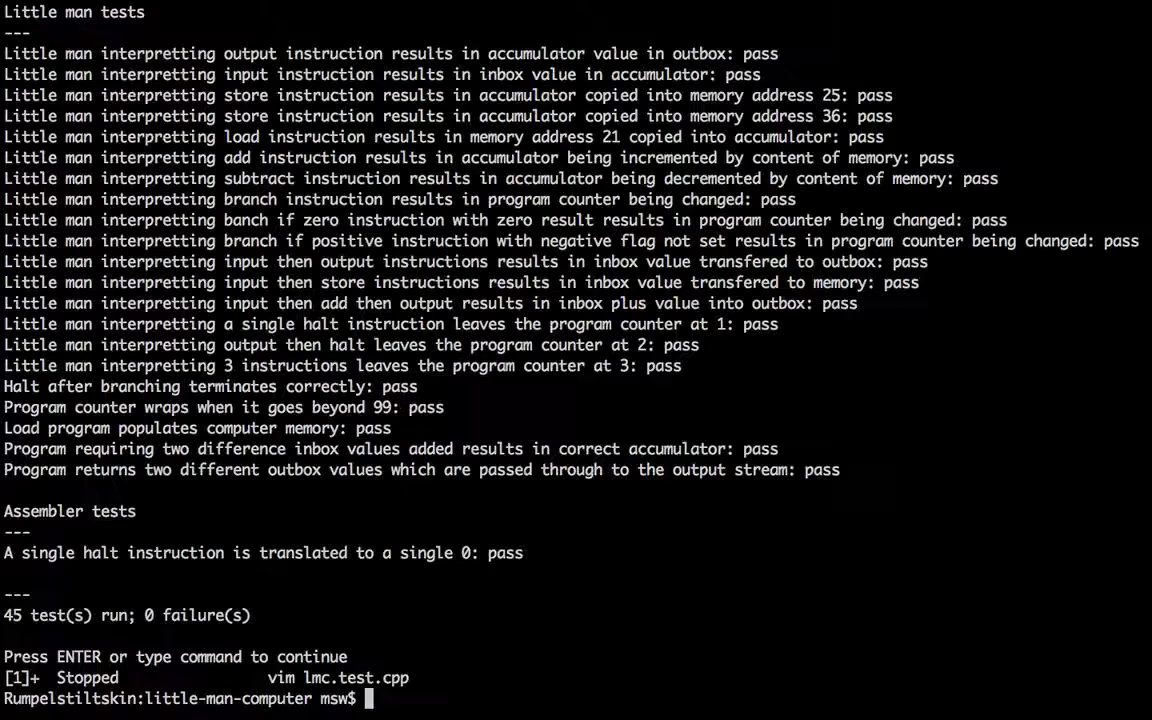 Little man tests
---
Little man interpretting output instruction results in accumulator value in outbox: pass
Little man interpretting input instruction results in inbox value in accumulator: pass
Little man interpretting store instruction results in accumulator copied into memory address 25: pass
Little man interpretting store instruction results in accumulator copied into memory address 36: pass
Little man interpretting load instruction results in memory address 21 copied into accumulator: pass
Little man interpretting add instruction results in accumulator being incremented by content of memory: pass
Little man interpretting subtract instruction results in accumulator being decremented by content of memory: pass
Little man interpretting branch instruction results in program counter being changed: pass
Little man interpretting banch if zero instruction with zero result results in program counter being changed: pass
Little man interpretting branch if positive instruction with negative flag not set results in program counter being changed: pass
Little man interpretting input then output instructions results in inbox value transfered to outbox: pass
Little man interpretting input then store instructions results in inbox value transfered to memory: pass
Little man interpretting input then add then output results in inbox plus value into outbox: pass
Little man interpretting a single halt instruction leaves the program counter at 1: pass
Little man interpretting output then halt leaves the program counter at 2: pass
Little man interpretting 3 instructions leaves the program counter at 3: pass
Halt after branching terminates correctly: pass
Program counter wraps when it goes beyond 99: pass
Load program populates computer memory: pass
Program requiring two difference inbox values added results in correct accumulator: pass
Program returns two different outbox values which are passed through to the output stream: pass
Assembler tests
---
A single halt instruction is translated to a single 0: pass
---
45 test(s) run; 0 failure(s)
Press ENTER or type command to continue
[1]+  Stopped                 vim lmc.test.cpp
Rumpelstiltskin:little-man-computer msw$